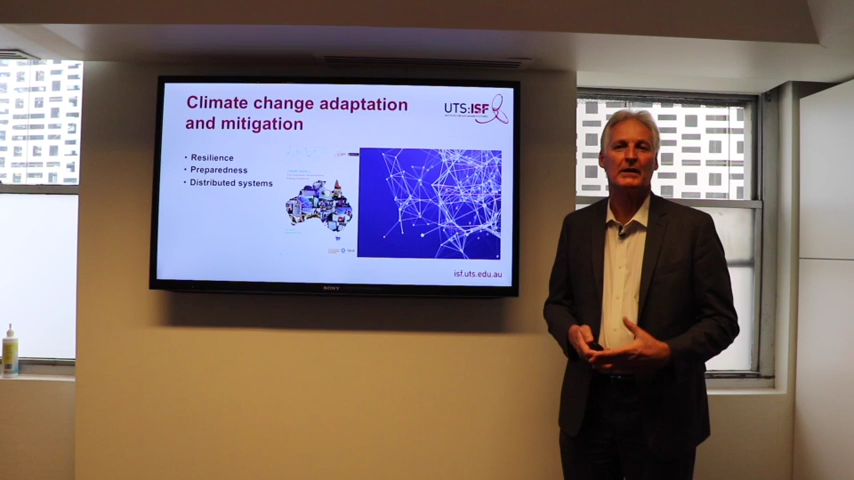 Climate change adaptation
and mitigation
UTS:ISF
• Resilience
• Preparedness
• Distributed systems
isf.uts.edu.au
SONY